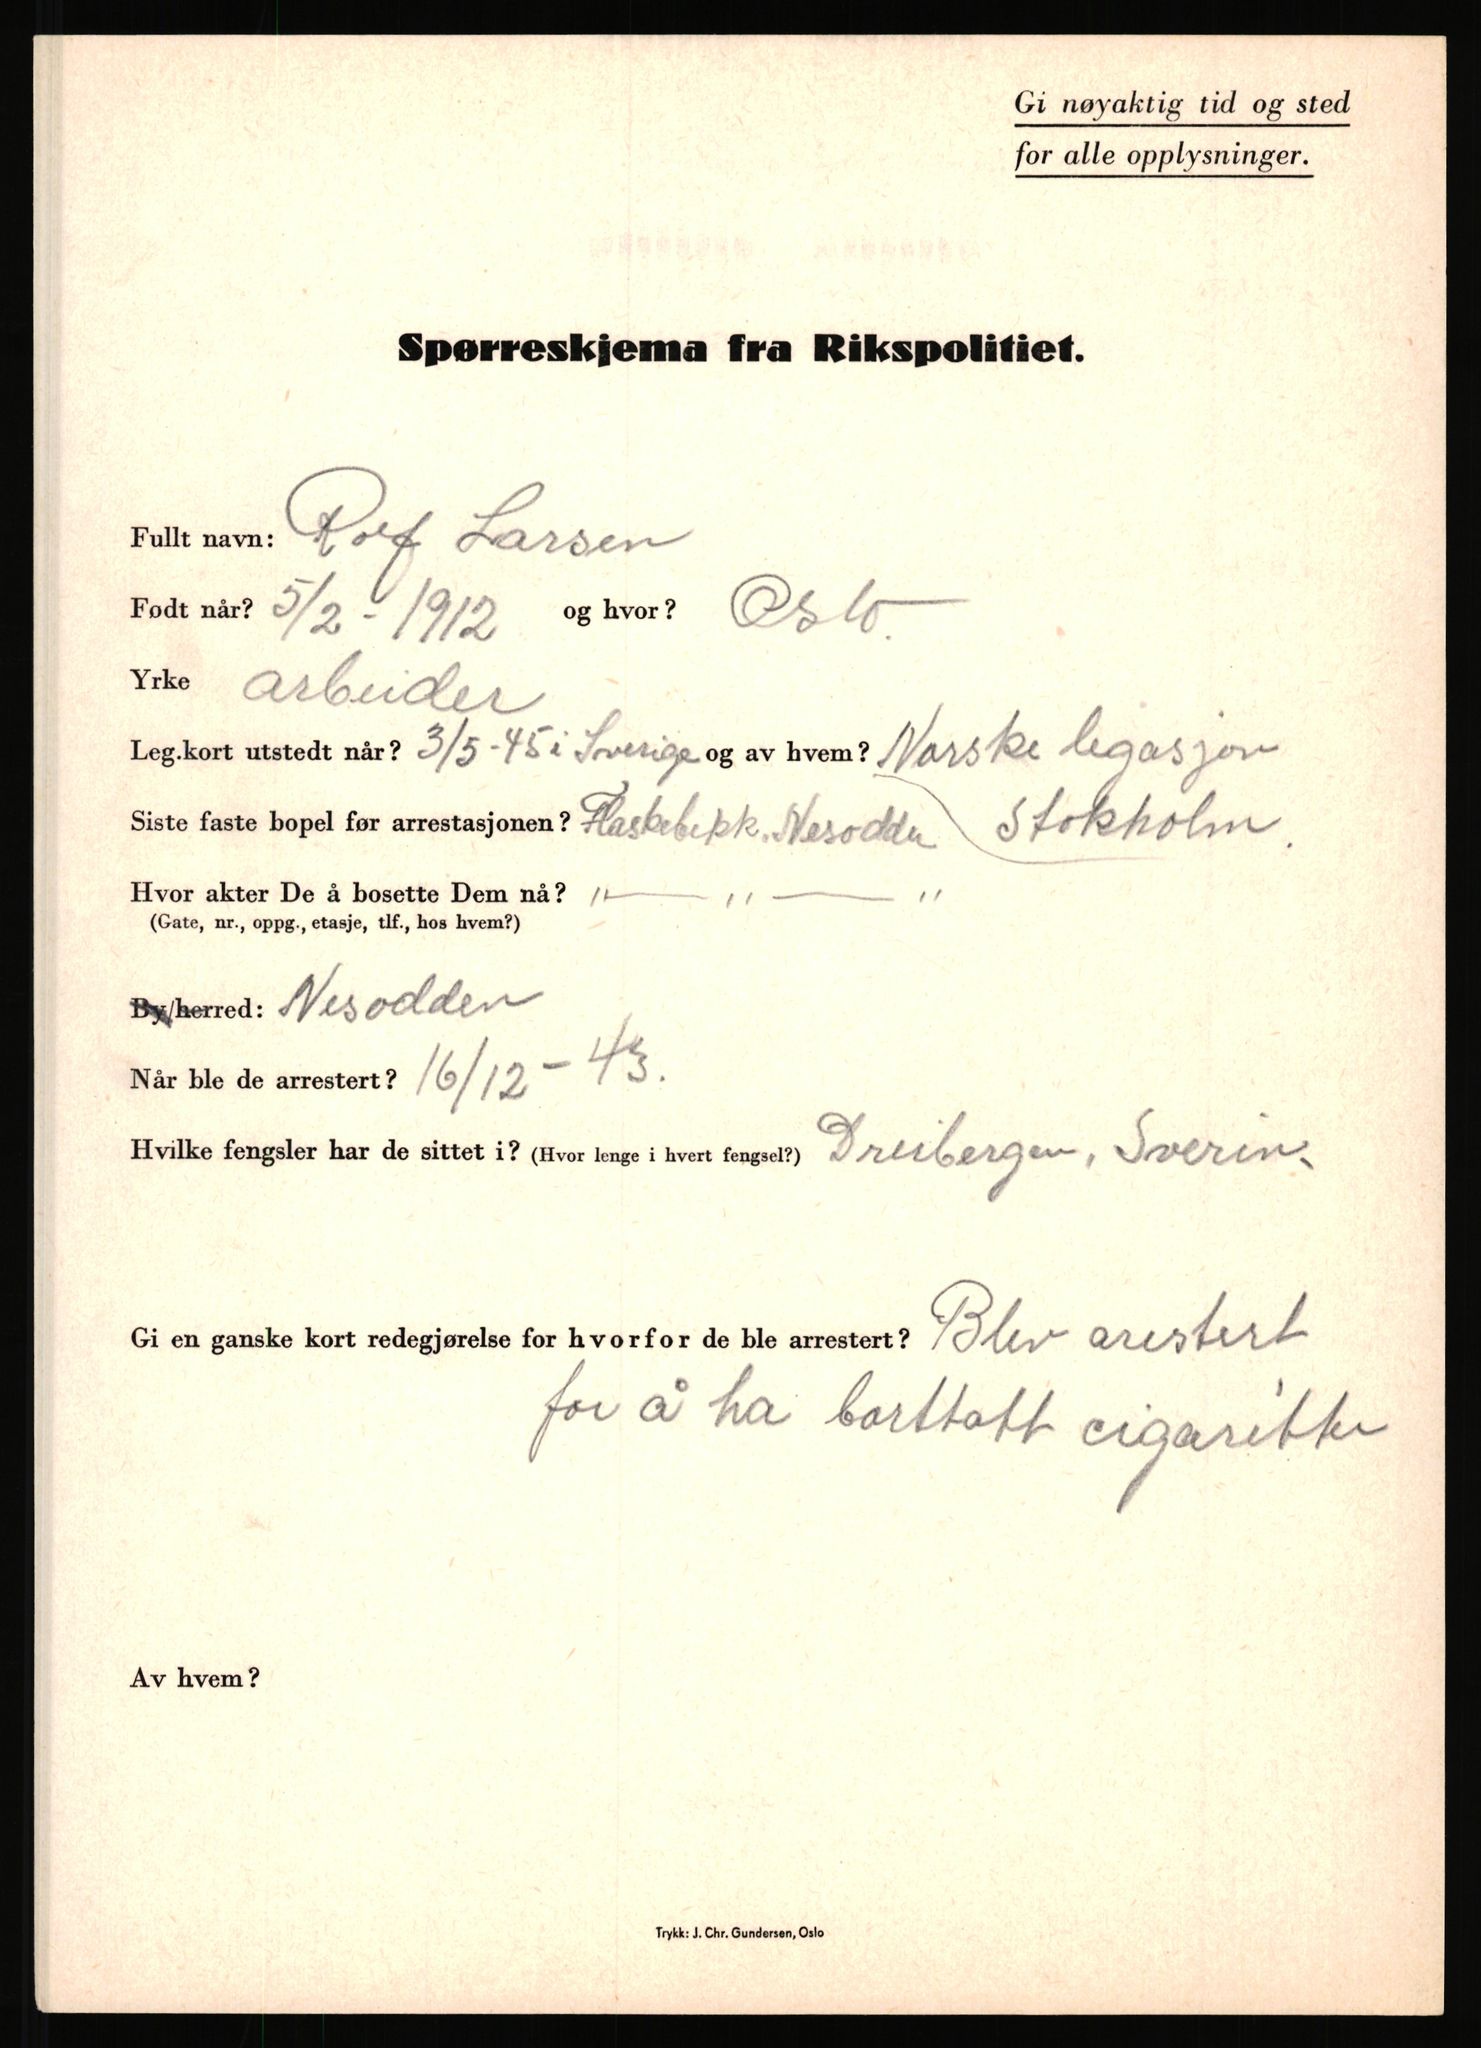 Gi nøyaktig tid og sted
for alle opplysninger.
Spørreskjema fra Rikspolitiet.
Fullt navn: Rolf Larsen
Født når? 5/2 - 1912 og hvor? Oslo.
Yrke arbeider
Leg.kort utstedt når? 3/5-45 i Sverige og av hvem? Norske legasjon
Siste faste bopel før arrestasjonen? Flaskebekk. Nesodden Stokholm.
Hvor akter De å bosette Dem nå? " — " — "
(Gate, nr., oppg., etasje, tlf., hos hvem?)
By/herred: Nesodden
Når ble de arrestert? 16/12 - 43.
Hvilke fengsler har de sittet i? (Hvor lenge i hvert fengsel?) Dreibergen, Sverin.
Gi en ganske kort redegjørelse for hvorfor de ble arrestert? Blev arestert
for å ha borttatt cigaretter
Av hvem?
Trykk: J. Chr. Gundersen, Oslo